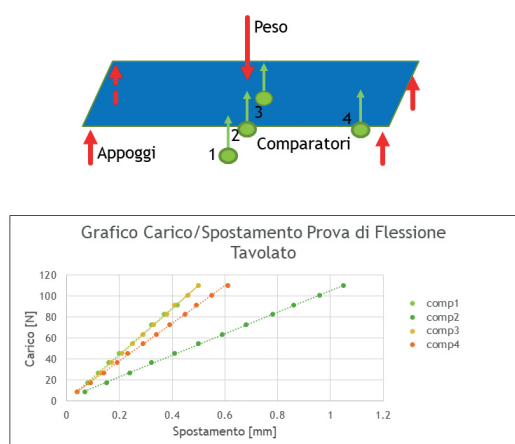 Peso
3
4
2
Comparatori
Appoggi
1
Grafico Carico/Spostamento Prova di Flessione
Tavolato
120
100
80
60
40
20
0
Carico [N]
0
0.2
0.4
0.6
0.8
1
1.2
Spostamento [mm]
comp1
comp2
comp3
comp4